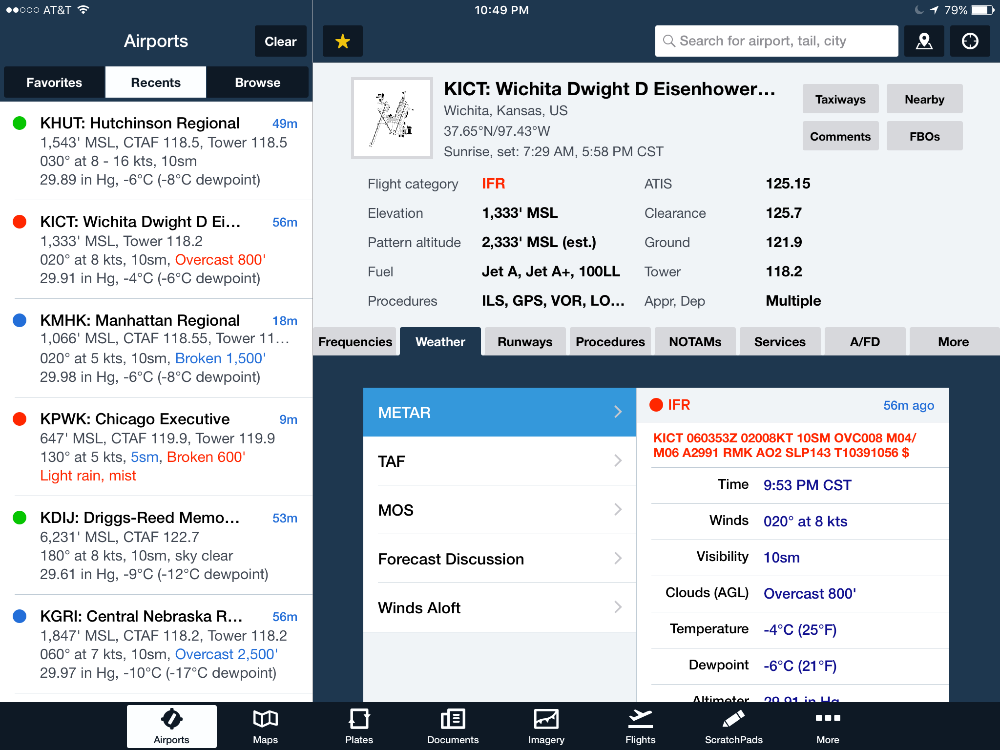 AT&T
10:49 PM
79%
Airports
Clear
Search for airport, tail, city
Favorites
Recents
Browse
KHUT: Hutchinson Regional
49m
1,543' MSL, CTAF 118.5, Tower 118.5
030° at 8 - 16 kts, 10sm
29.89 in Hg, -6°C (-8°C dewpoint)
KICT: Wichita Dwight D Ei...
56m
1,333' MSL, Tower 118.2
020° at 8 kts, 10sm, Overcast 800'
29.91 in Hg, -4°C (-6°C dewpoint)
KMHK: Manhattan Regional
18m
1,066' MSL, CTAF 118.55, Tower 11...
020° at 5 kts, 10sm, Broken 1,500'
29.98 in Hg, -6°C (-8°C dewpoint)
KPWK: Chicago Executive
9m
647' MSL, CTAF 119.9, Tower 119.9
130° at 5 kts, 5sm, Broken 600'
Light rain, mist
KDIJ: Driggs-Reed Memo...
53m
6,231' MSL, CTAF 122.7
180° at 8 kts, 10sm, sky clear
29.61 in Hg, -9°C (-12°C dewpoint)
KGRI: Central Nebraska R...
56m
1,847' MSL, CTAF 118.2, Tower 118.2
060° at 7 kts, 10sm, Overcast 2,500'
29.97 in Hg, -10°C (-17°C dewpoint)
KICT: Wichita Dwight D Eisenhower...
Wichita, Kansas, US
37.65°N/97.43°W
Sunrise, set: 7:29 AM, 5:58 PM CST
Taxiways
Nearby
Comments
FBOs
Flight category IFR
ATIS 125.15
Elevation 1,333' MSL
Clearance 125.7
Pattern altitude 2,333' MSL (est.)
Ground 121.9
Fuel Jet A, Jet A+, 100LL
Tower 118.2
Procedures ILS, GPS, VOR, LO...
Appr, Dep Multiple
Frequencies
Weather
Runways
Procedures
NOTAMs
Services
A/FD
More
METAR
TAF
MOS
Forecast Discussion
Winds Aloft
IFR
56m ago
KICT 060353Z 02008KT 10SM OVC008 M04/
M06 A2991 RMK AO2 SLP143 T10391056 $
Time 9:53 PM CST
Winds 020° at 8 kts
Visibility 10sm
Clouds (AGL) Overcast 800'
Temperature -4°C (25°F)
Dewpoint -6°C (21°F)
Altimeter 29.91 in Hg
Airports
Maps
Plates
Documents
Imagery
Flights
ScratchPads
More